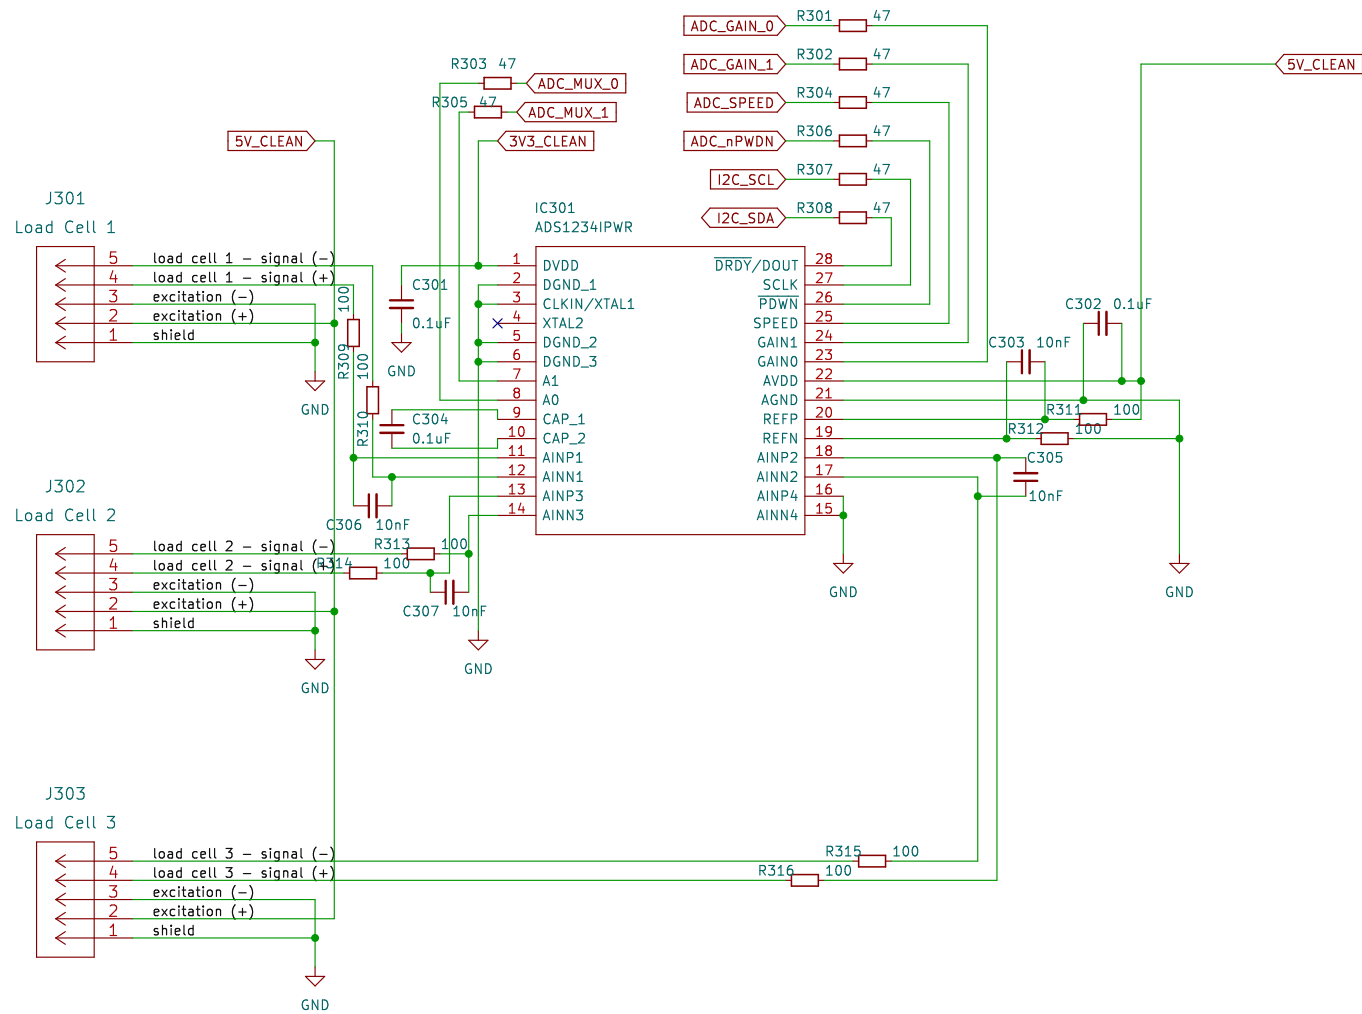 ADC_GAIN_0
R301 47
ADC_GAIN_1
R302 47
ADC_SPEED
R304 47
ADC_nPWDN
R306 47
I2C_SCL
R307 47
I2C_SDA
R308 47
R303 47
ADC_MUX_0
R305 47
ADC_MUX_1
3V3_CLEAN
5V_CLEAN
5V_CLEAN
J301
Load Cell 1
5 load cell 1 - signal (-)
4 load cell 1 - signal (+)
3 excitation (-)
2 excitation (+)
1 shield
GND
R309 100
R310 100
C301
0.1uF
GND
C304
0.1uF
C306 10nF
IC301
ADS1234IPWR
1 DVDD
2 DGND_1
3 CLKIN/XTAL1
4 XTAL2
5 DGND_2
6 DGND_3
7 A1
8 A0
9 CAP_1
10 CAP_2
11 AINP1
12 AINN1
13 AINP3
14 AINN3
DRDY/DOUT 28
SCLK 27
PDWN 26
SPEED 25
GAIN1 24
GAIN0 23
AVDD 22
AGND 21
REFP 20
REFN 19
AINP2 18
AINN2 17
AINP4 16
AINN4 15
C302 0.1uF
C303 10nF
R311 100
R312 100
C305
10nF
GND
GND
J302
Load Cell 2
5 load cell 2 - signal (-)
4 load cell 2 - signal (+)
3 excitation (-)
2 excitation (+)
1 shield
GND
R313 100
R314 100
C307 10nF
GND
J303
Load Cell 3
5 load cell 3 - signal (-)
4 load cell 3 - signal (+)
3 excitation (-)
2 excitation (+)
1 shield
GND
R315 100
R316 100